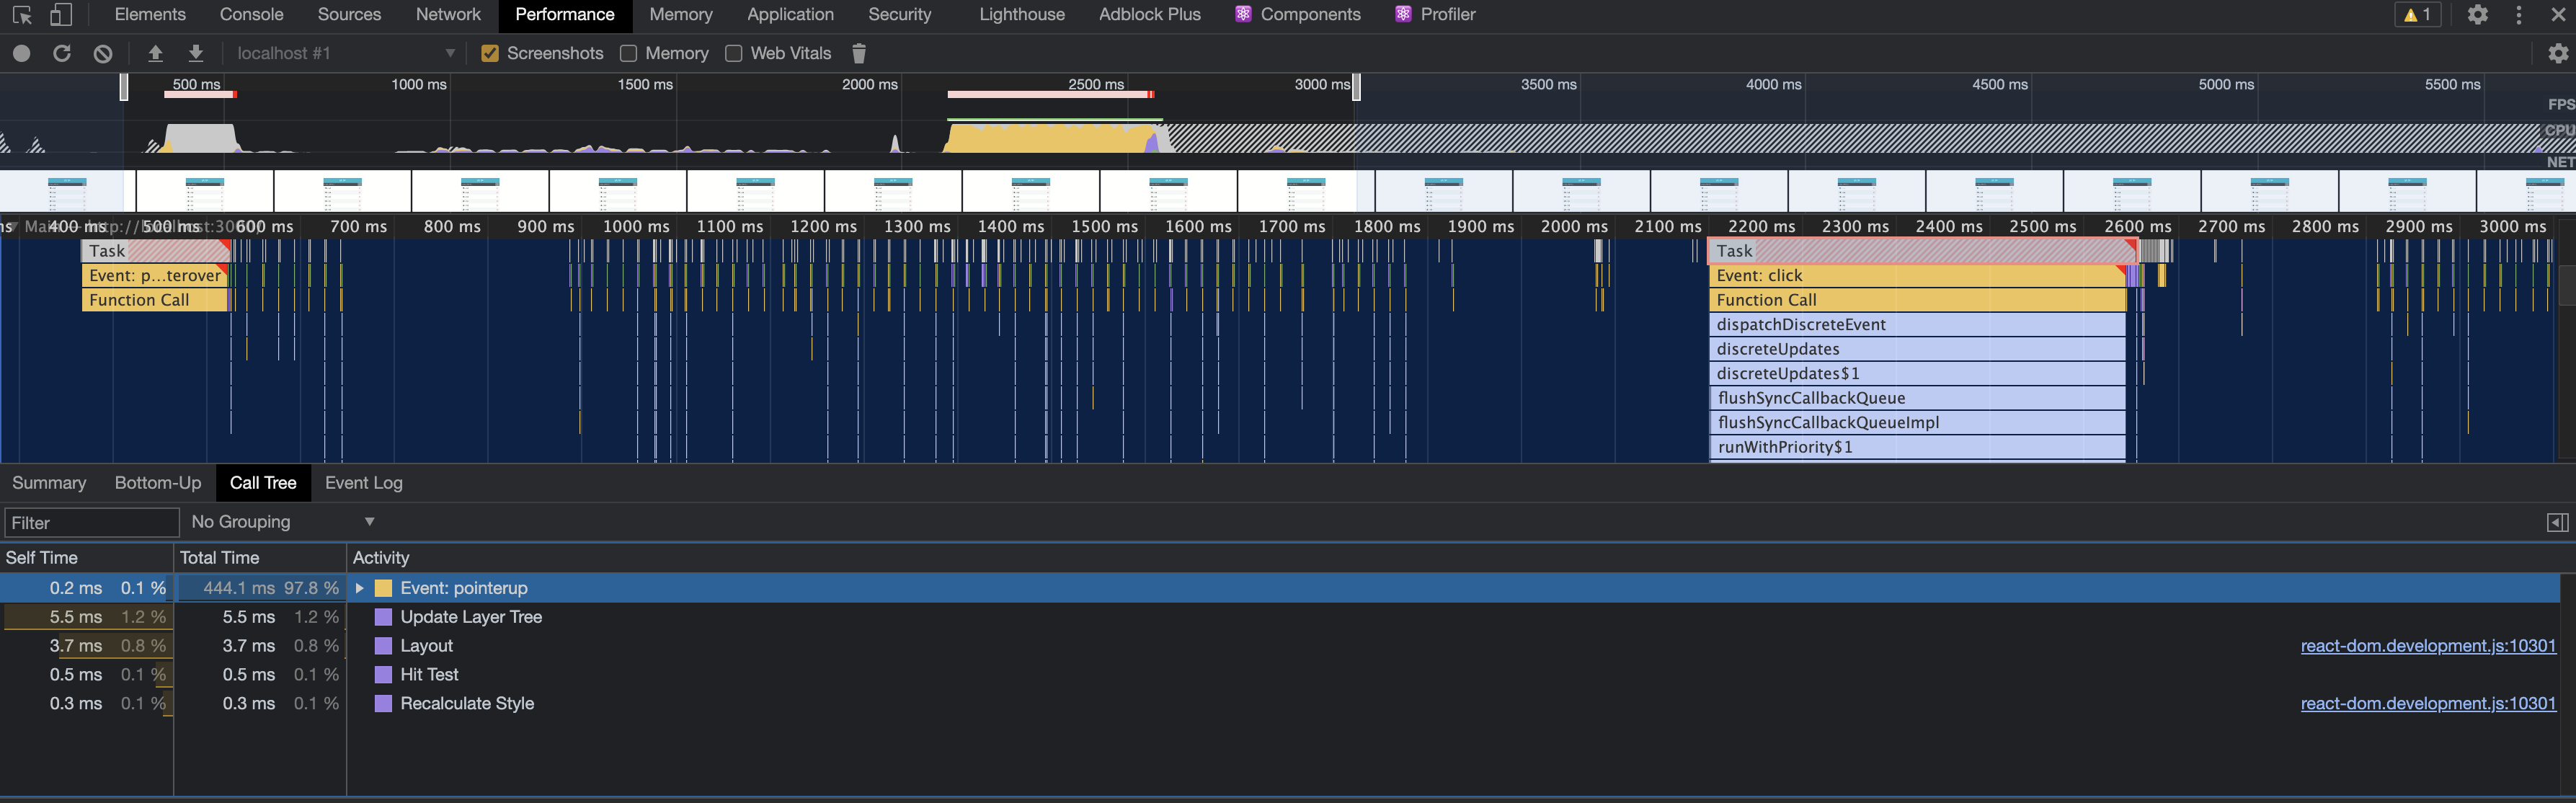 Elements Console Sources Network Performance Memory Application Security Lighthouse Adblock Plus Components Profiler 1
localhost #1 Screenshots Memory Web Vitals
500 ms 1000 ms 1500 ms 2000 ms 2500 ms 3000 ms 3500 ms 4000 ms 4500 ms 5000 ms 5500 ms
FPS
CPU
NET
400 ms 500 ms 600 ms 700 ms 800 ms 900 ms 1000 ms 1100 ms 1200 ms 1300 ms 1400 ms 1500 ms 1600 ms 1700 ms 1800 ms 1900 ms 2000 ms 2100 ms 2200 ms 2300 ms 2400 ms 2500 ms 2600 ms 2700 ms 2800 ms 2900 ms 3000 ms
Task Task
Event: p...terover Event: click
Function Call Function Call
dispatchDiscreteEvent
discreteUpdates
discreteUpdates$1
flushSyncCallbackQueue
flushSyncCallbackQueueImpl
runWithPriority$1
Summary Bottom-Up Call Tree Event Log
Filter No Grouping
Self Time Total Time Activity
0.2 ms 0.1 % 444.1 ms 97.8 % Event: pointerup
5.5 ms 1.2 % 5.5 ms 1.2 % Update Layer Tree
3.7 ms 0.8 % 3.7 ms 0.8 % Layout react-dom.development.js:10301
0.5 ms 0.1 % 0.5 ms 0.1 % Hit Test
0.3 ms 0.1 % 0.3 ms 0.1 % Recalculate Style react-dom.development.js:10301